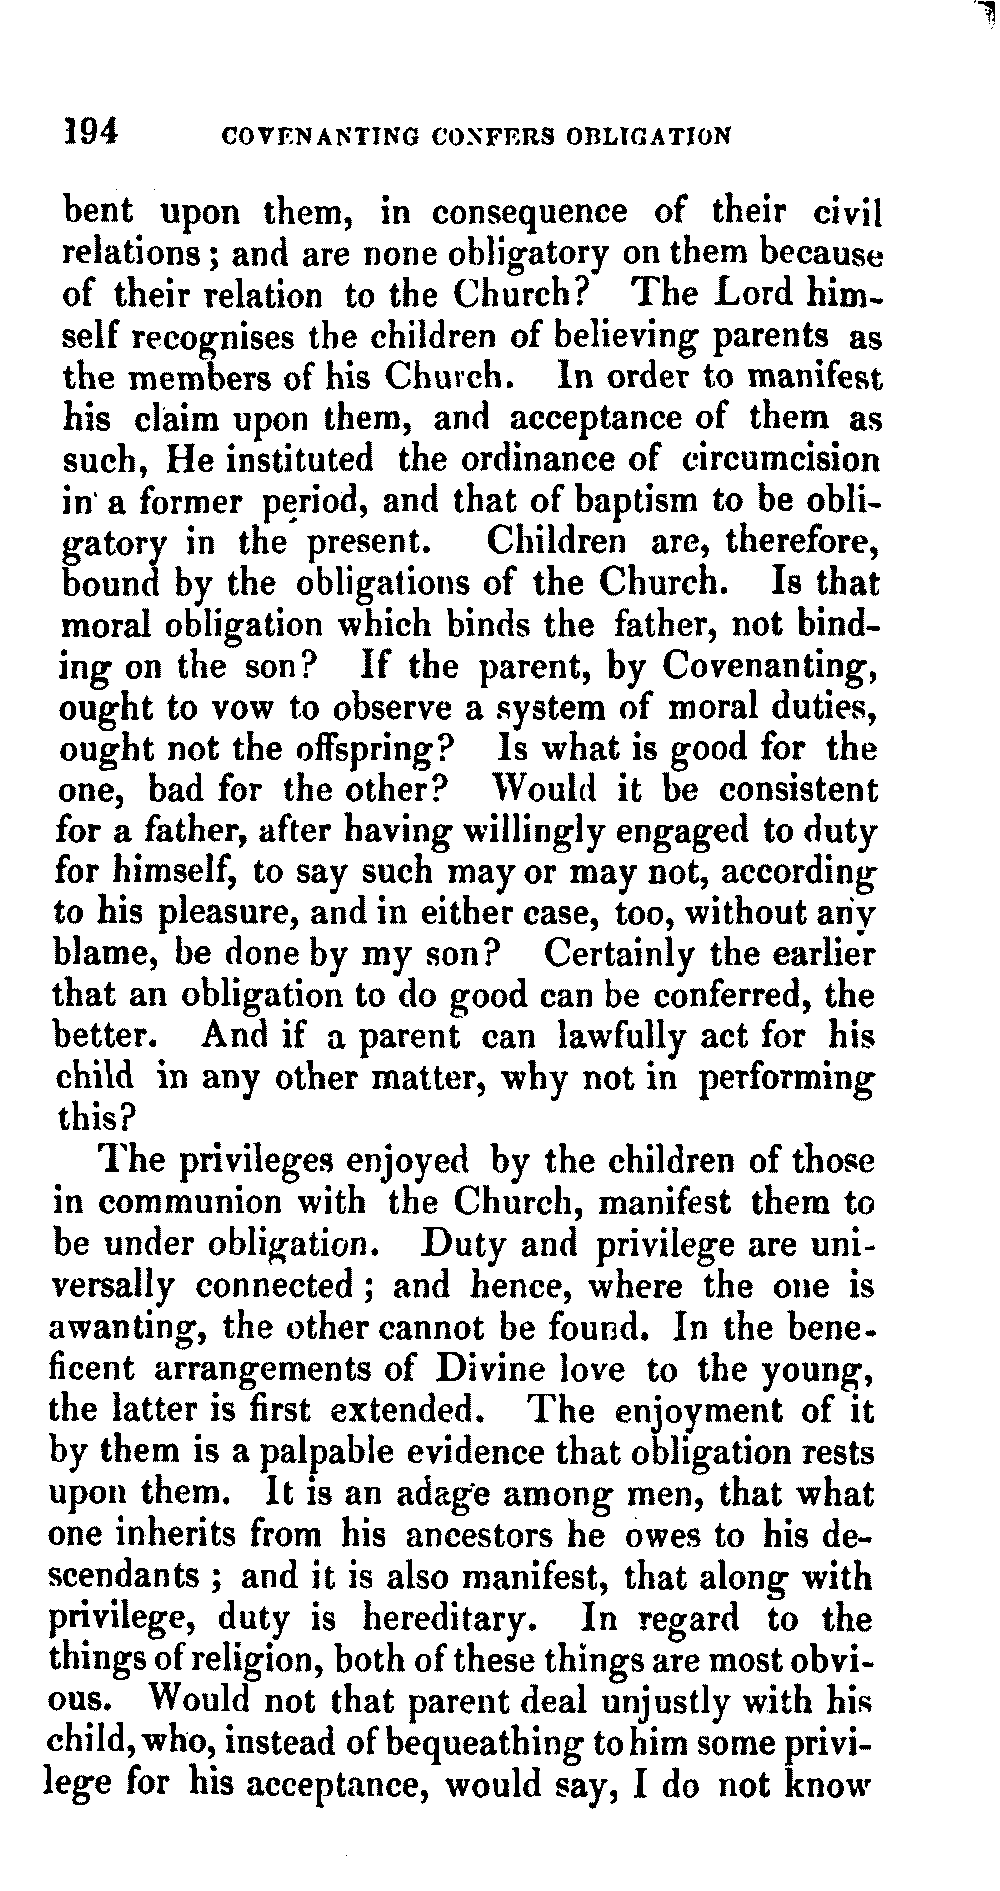 194 COVENANTING CONFERS OBLIGATION
bent upon them, in consequence of their civil
relations ; and are none obligatory on them because
of their relation to the Church? The Lord him-
self recognises the children of believing parents as
the members of his Church. In order to manifest
his claim upon them, and acceptance of them as
such, He instituted the ordinance of circumcision
in a former period, and that of baptism to be obli-
gatory in the present. Children are, therefore,
bound by the obligations of the Church. Is that
moral obligation which binds the father, not bind-
ing on the son? If the parent, by Covenanting,
ought to vow to observe a system of moral duties,
ought not the offspring? Is what is good for the
one, bad for the other? Would it be consistent
for a father, after having willingly engaged to duty
for himself, to say such may or may not, according
to his pleasure, and in either case, too, without any
blame, be done by my son? Certainly the earlier
that an obligation to do good can be conferred, the
better. And if a parent can lawfully act for his
child in any other matter, why not in performing
this?
The privileges enjoyed by the children of those
in communion with the Church, manifest them to
be under obligation. Duty and privilege are uni-
versally connected ; and hence, where the one is
awanting, the other cannot be found. In the bene-
ficent arrangements of Divine love to the young,
the latter is first extended. The enjoyment of it
by them is a palpable evidence that obligation rests
upon them. It is an adage among men, that what
one inherits from his ancestors he owes to his de-
scendants ; and it is also manifest, that along with
privilege, duty is hereditary. In regard to the
things of religion, both of these things are most obvi-
ous. Would not that parent deal unjustly with his
child, who, instead of bequeathing to him some privi-
lege for his acceptance, would say, I do not know